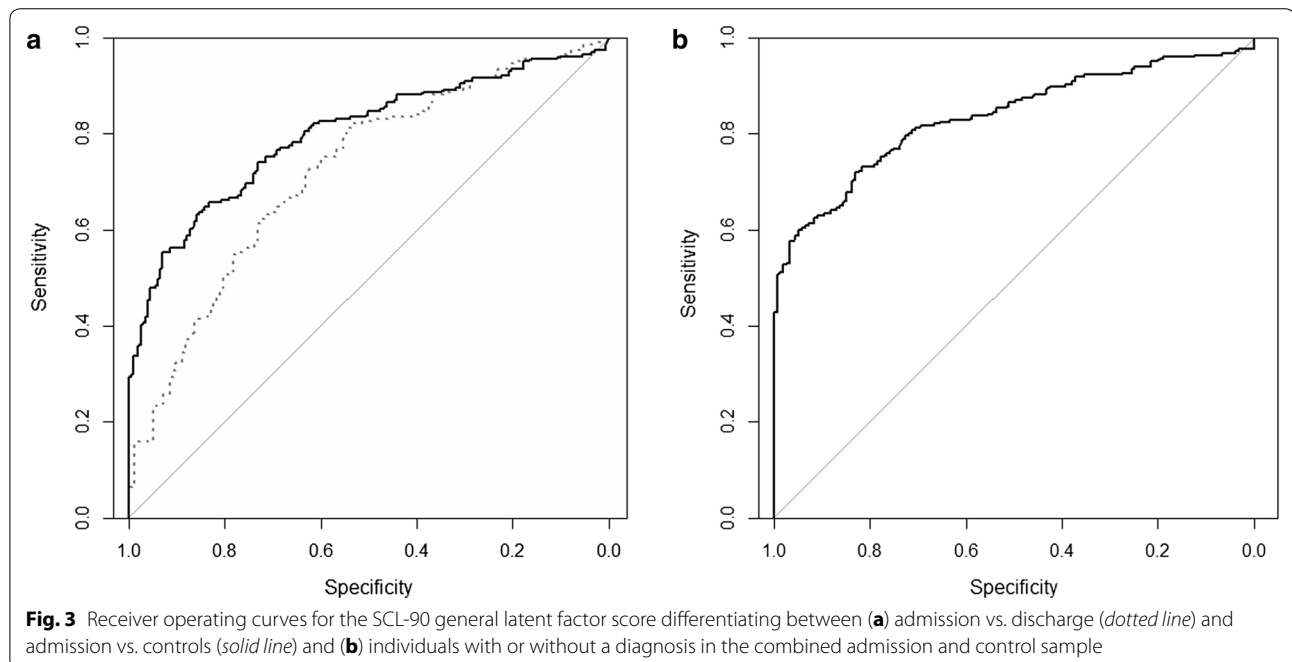 a
1.0
0.8
0.6
0.4
0.2
0.0
Sensitivity
1.0 0.8 0.6 0.4 0.2 0.0
Specificity
b
1.0
0.8
0.6
0.4
0.2
0.0
Sensitivity
1.0 0.8 0.6 0.4 0.2 0.0
Specificity
Fig. 3 Receiver operating curves for the SCL-90 general latent factor score differentiating between (a) admission vs. discharge (dotted line) and
admission vs. controls (solid line) and (b) individuals with or without a diagnosis in the combined admission and control sample